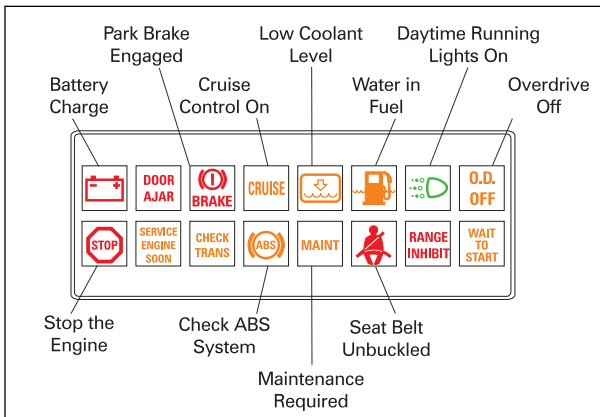 Park Brake
Engaged
Low Coolant
Level
Daytime Running
Lights On
Battery
Charge
Cruise
Control On
Water in
Fuel
Overdrive
Off
DOOR
AJAR
BRAKE
CRUISE
O.D.
OFF
STOP
SERVICE
ENGINE
SOON
CHECK
TRANS
ABS
MAINT
RANGE
INHIBIT
WAIT
TO
START
Stop the
Engine
Check ABS
System
Seat Belt
Unbuckled
Maintenance
Required